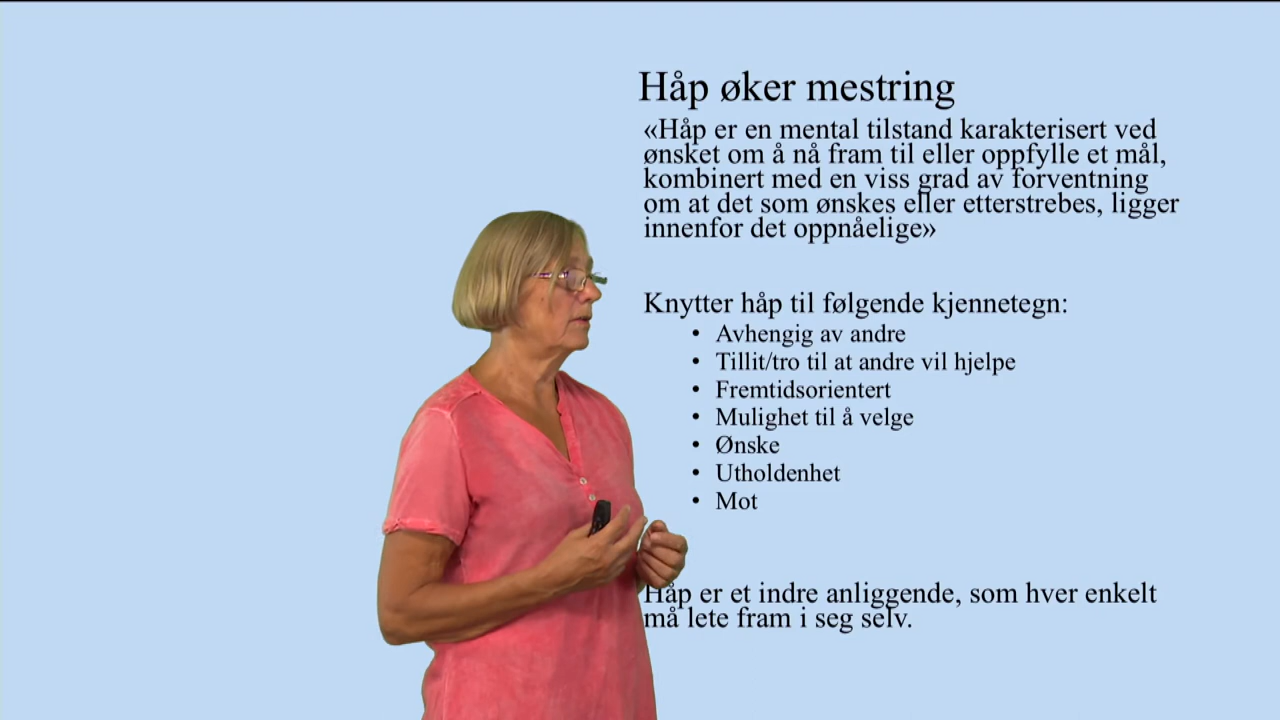 Håp øker mestring
«Håp er en mental tilstand karakterisert ved
ønsket om å nå fram til eller oppfylle et mål,
kombinert med en viss grad av forventning
om at det som ønskes eller etterstrebes, ligger
innenfor det oppnåelige»
Knytter håp til følgende kjennetegn:
• Avhengig av andre
• Tillit/tro til at andre vil hjelpe
• Fremtidsorientert
• Mulighet til å velge
• Ønske
• Utholdenhet
• Mot
Håp er et indre anliggende, som hver enkelt
må lete fram i seg selv.